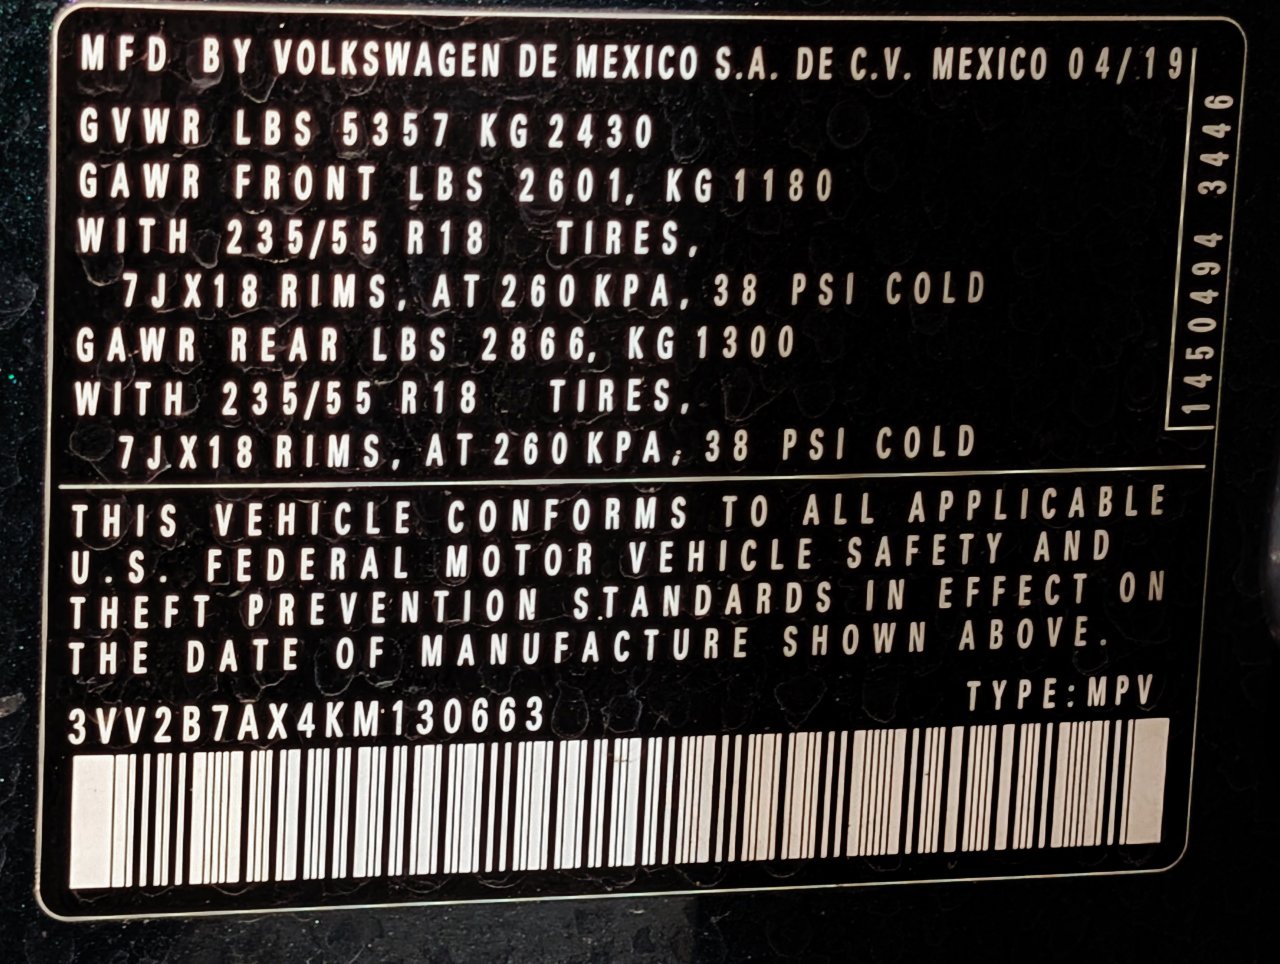 MFD BY VOLKSWAGEN DE MEXICO S.A. DE C.V. MEXICO 04/19
GVWR LBS 5357 KG 2430
GAWR FRONT LBS 2601, KG 1180
WITH 235/55 R18 TIRES,
7JX18 RIMS, AT 260 KPA, 38 PSI COLD
GAWR REAR LBS 2866, KG 1300
WITH 235/55 R18 TIRES,
7JX18 RIMS, AT 260 KPA, 38 PSI COLD
1450494 3446
THIS VEHICLE CONFORMS TO ALL APPLICABLE
U.S. FEDERAL MOTOR VEHICLE SAFETY AND
THEFT PREVENTION STANDARDS IN EFFECT ON
THE DATE OF MANUFACTURE SHOWN ABOVE.
TYPE:MPV
3VV2B7AX4KM130663